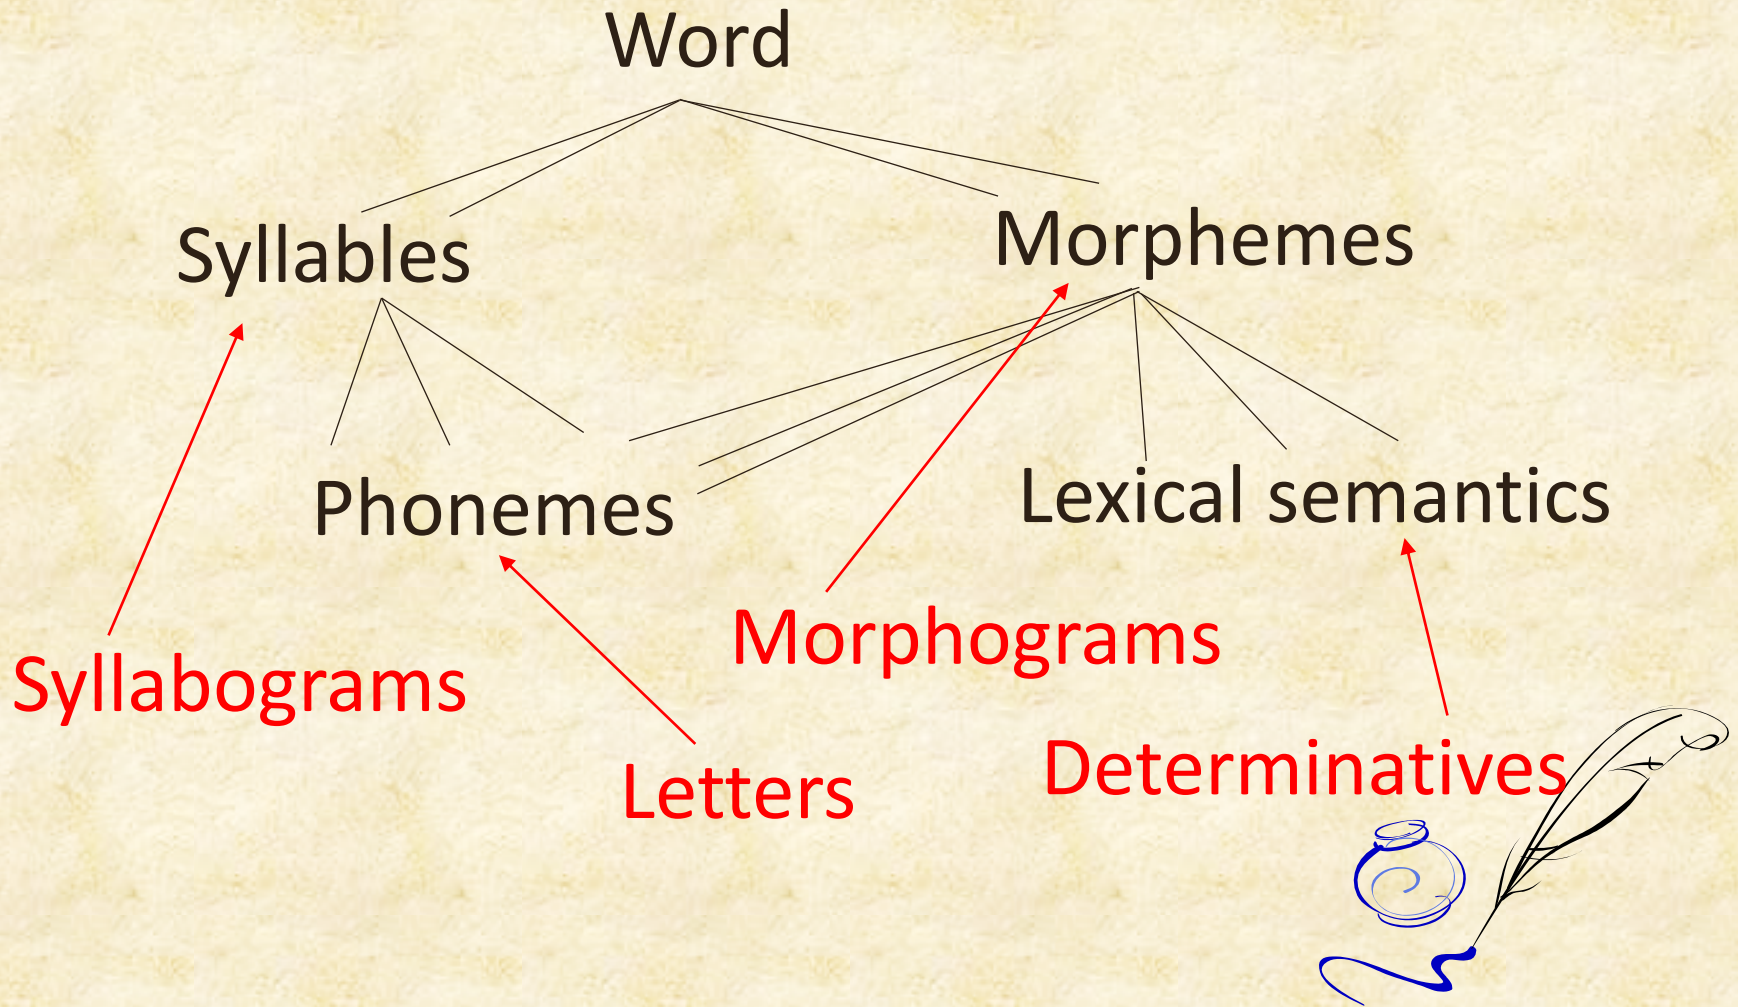 Word
Syllables
Morphemes
Phonemes
Lexical semantics
Morphograms
Syllabograms
Letters
Determinatives